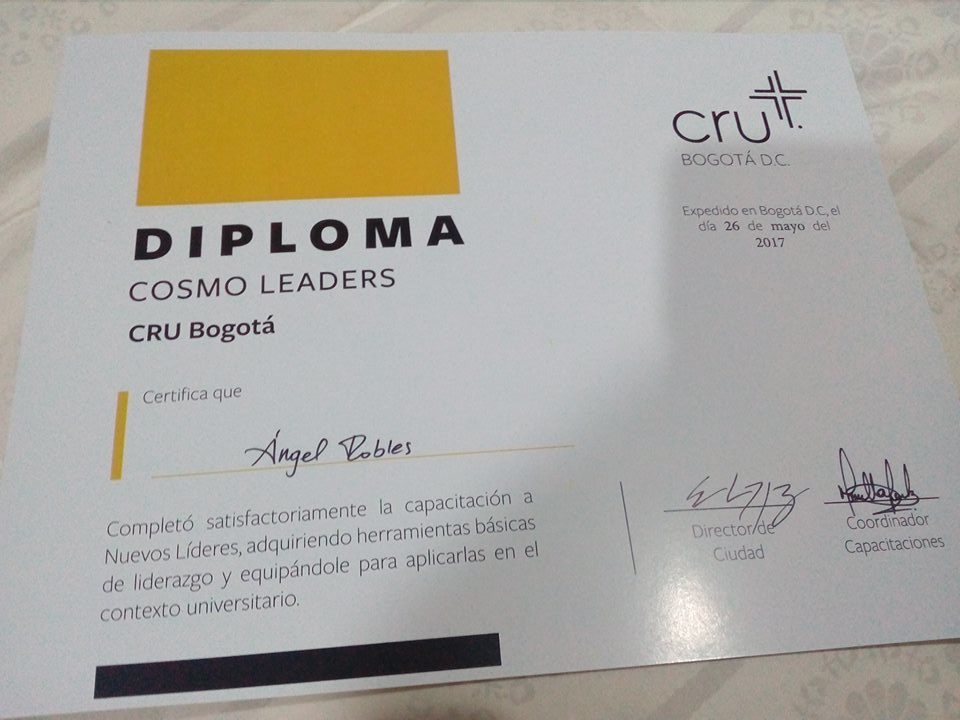 cru
BOGOTÁ D.C.
Expedido en Bogotá D.C, el
día 26 de mayo del
2017
DIPLOMA
COSMO LEADERS
CRU Bogotá
Certifica que
Ángel Robles
Completó satisfactoriamente la capacitación a
Nuevos Líderes, adquiriendo herramientas básicas
de liderazgo y equipándole para aplicarlas en el
contexto universitario.
Director de
Ciudad
Coordinador
Capacitaciones